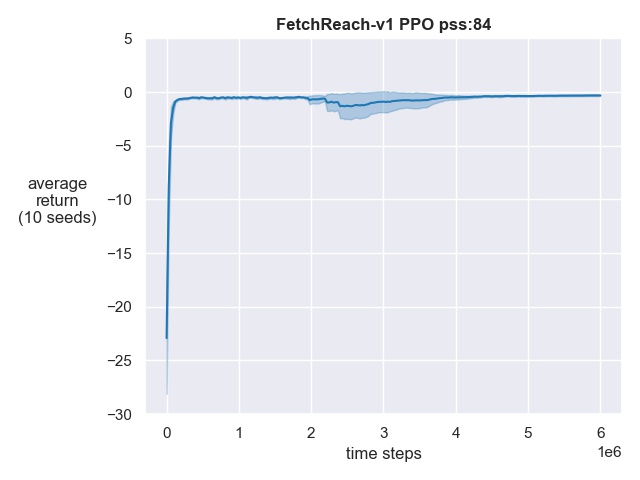 FetchReach-v1 PPO pss:84
5
0
−5
−10
−15
−20
−25
−30
average
return
(10 seeds)
0 1 2 3 4 5 6
1e6
time steps